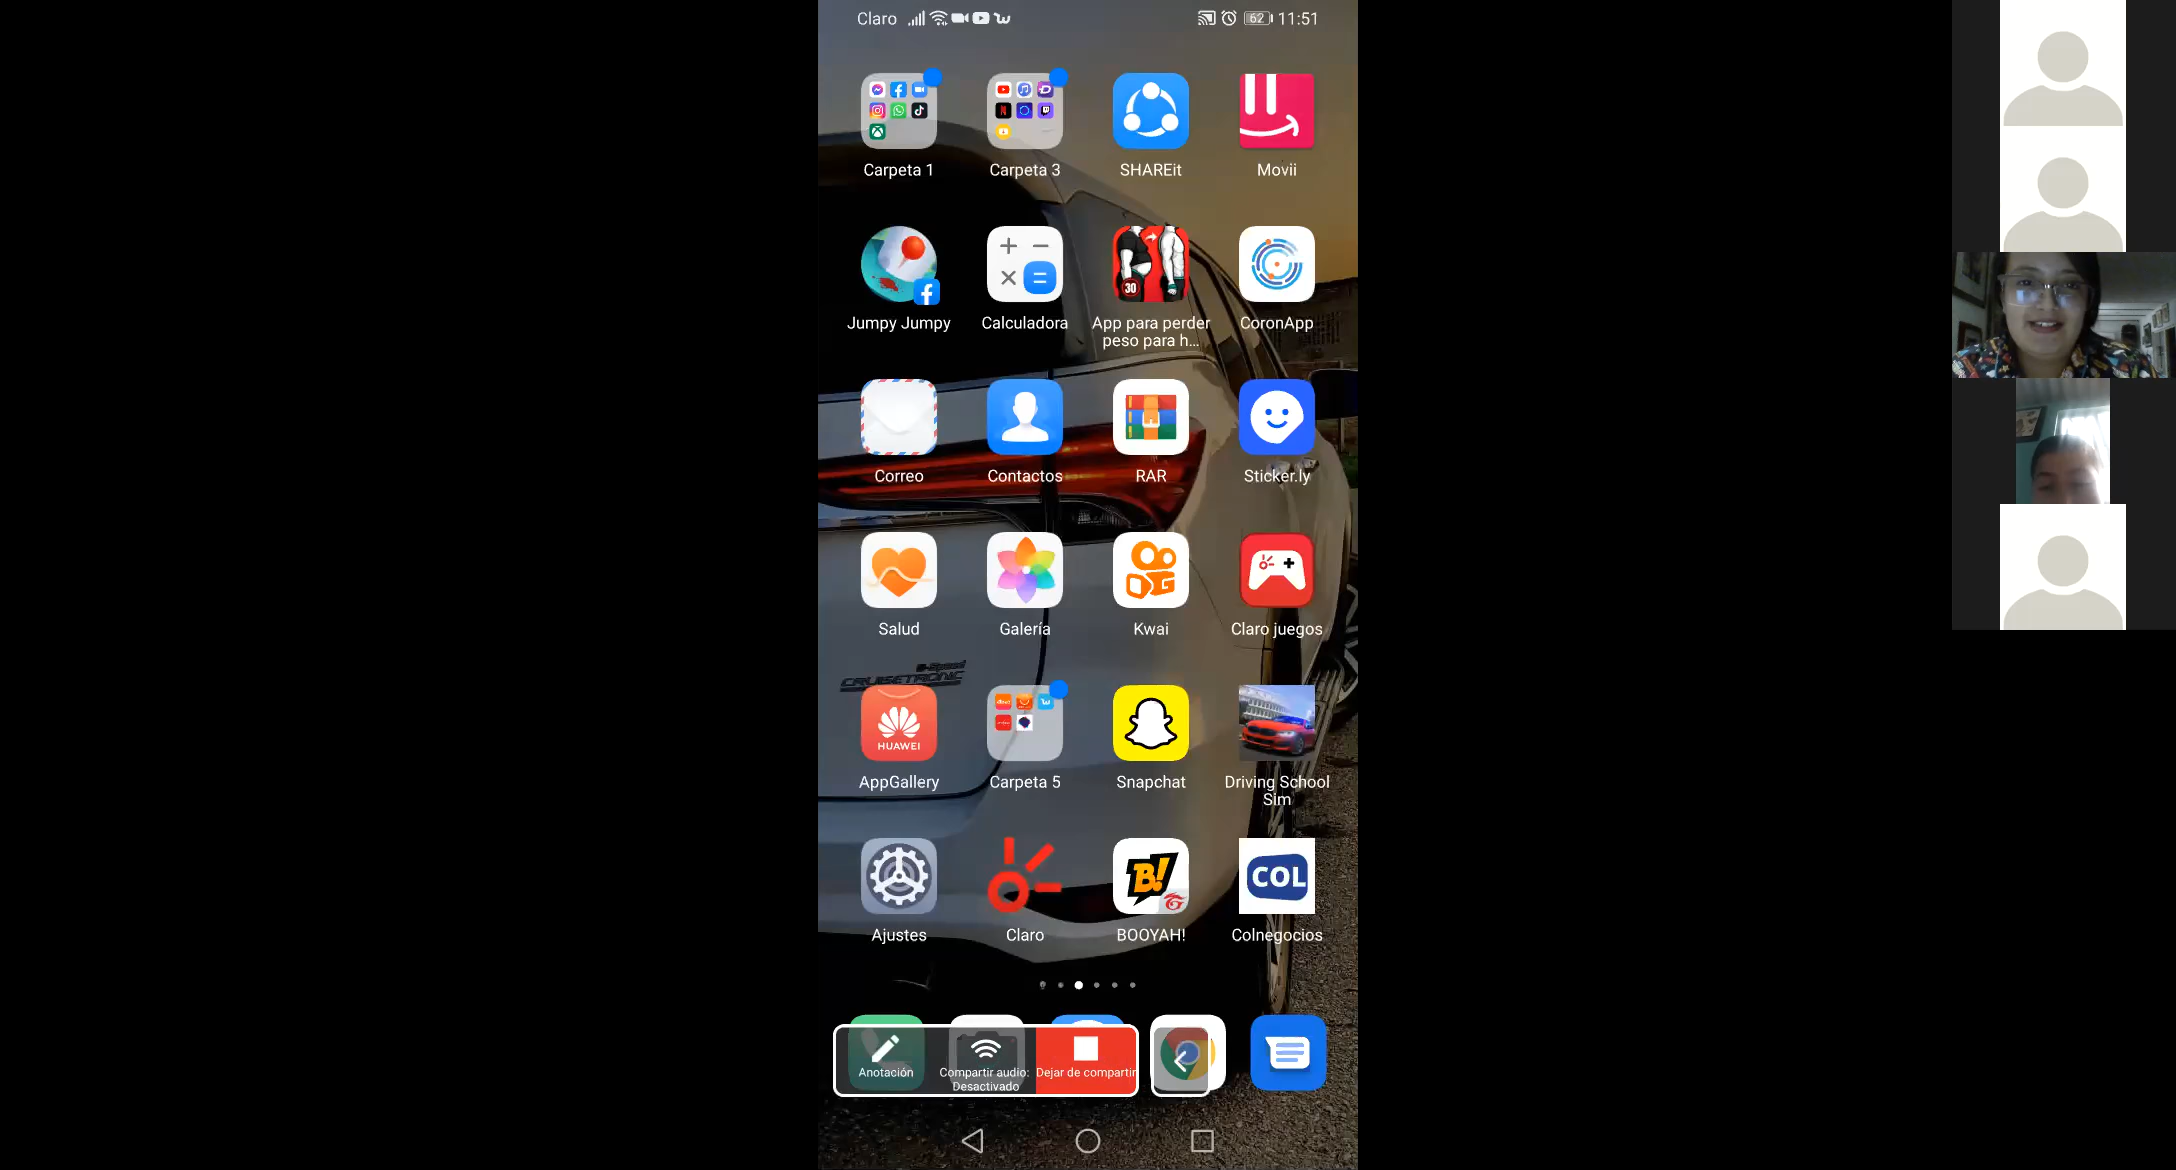 Claro 62 11:51
Carpeta 1 Carpeta 3 SHAREit Movii
30
Jumpy Jumpy Calculadora App para perder peso para h... CoronApp
Correo Contactos RAR Sticker.ly
Salud Galería Kwai Claro juegos
CRUISETRONIC
HUAWEI
AppGallery Carpeta 5 Snapchat Driving School Sim
B! COL
Ajustes Claro BOOYAH! Colnegocios
Anotación Compartir audio: Desactivado Dejar de compartir